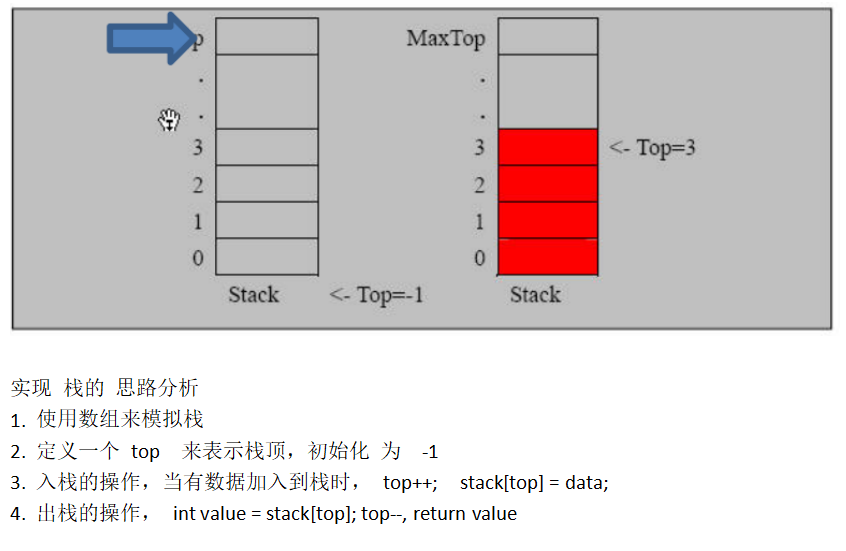 p
MaxTop
.
.
.
.
3
3
<- Top=3
2
2
1
1
0
0
Stack
<- Top=-1
Stack
实现 栈的 思路分析
1. 使用数组来模拟栈
2. 定义一个 top 来表示栈顶，初始化 为 -1
3. 入栈的操作，当有数据加入到栈时， top++; stack[top] = data;
4. 出栈的操作， int value = stack[top]; top--, return value